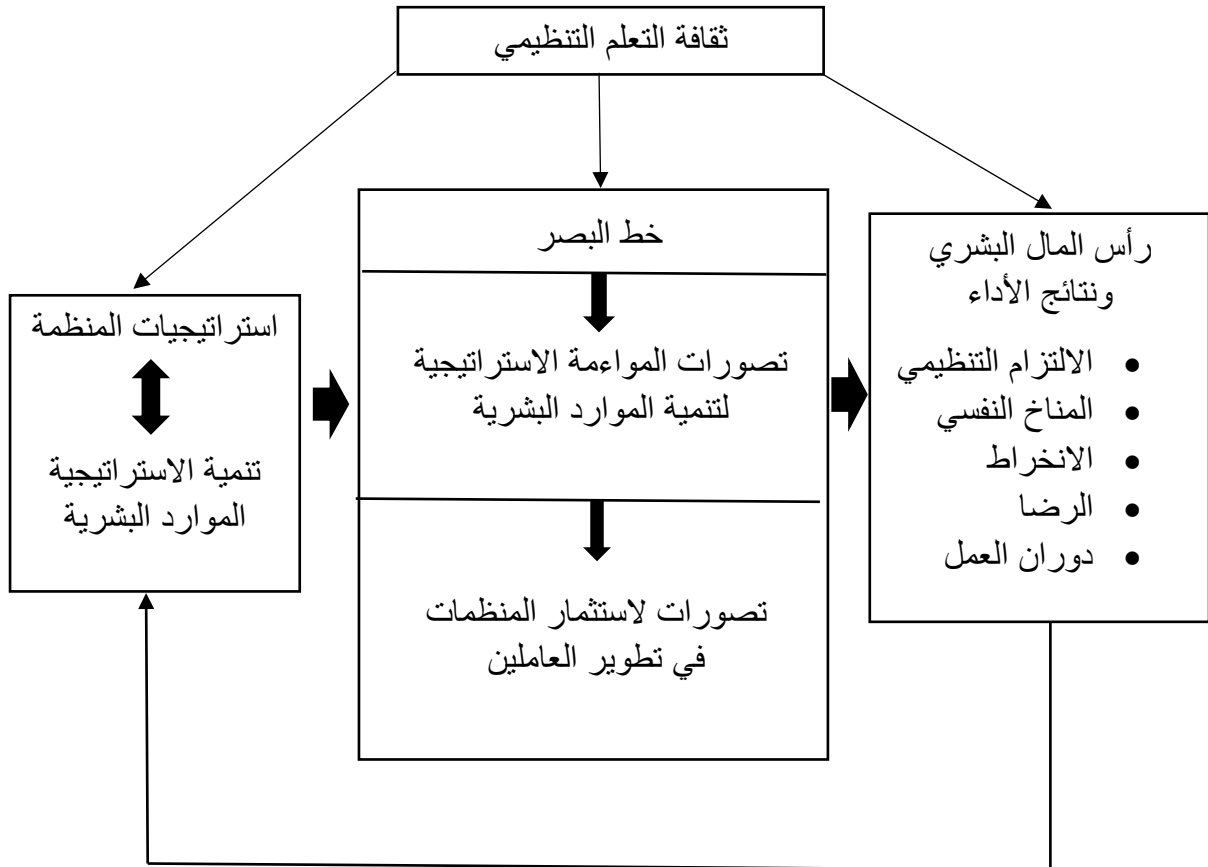 ثقافة التعلم التنظيمي
خط البصر
تصورات المواءمة الاستراتيجية
لتنمية الموارد البشرية
تصورات لاستثمار المنظمات
في تطوير العاملين
رأس المال البشري
ونتائج الأداء
• الالتزام التنظيمي
• المناخ النفسي
• الانخراط
• الرضا
• دوران العمل
استراتيجيات المنظمة
تنمية الاستراتيجية
الموارد البشرية